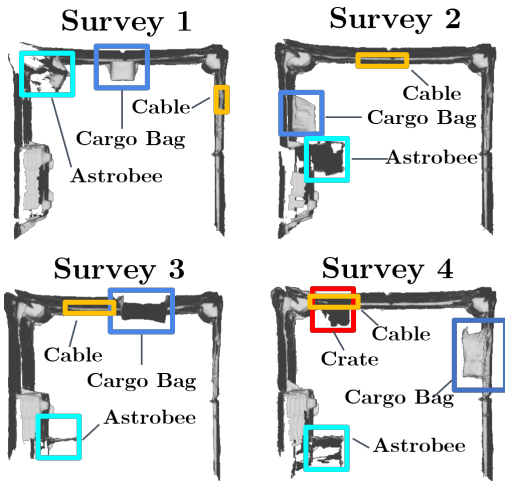 Survey 1
Cable
Cargo Bag
Astrobee
Survey 2
Cable
Cargo Bag
Astrobee
Survey 3
Cable
Cargo Bag
Astrobee
Survey 4
Cable
Crate
Cargo Bag
Astrobee